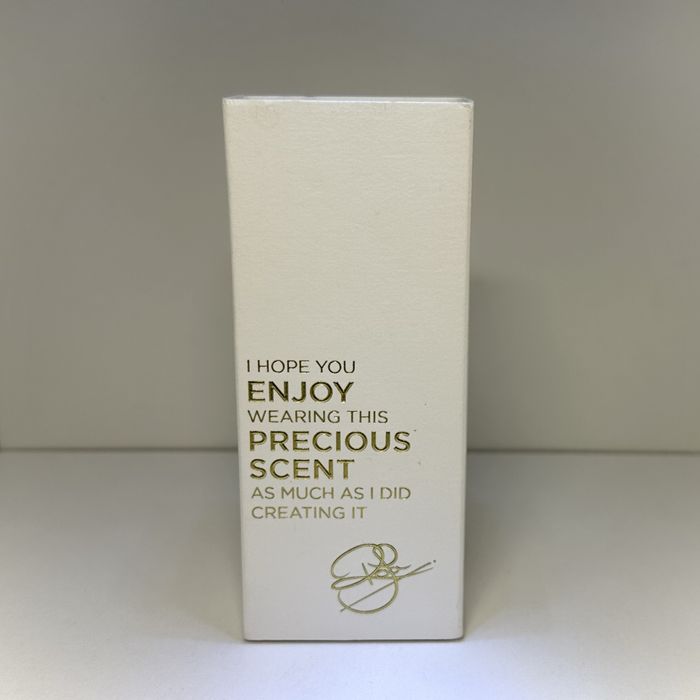 I HOPE YOU
ENJOY
WEARING THIS
PRECIOUS
SCENT
AS MUCH AS I DID
CREATING IT